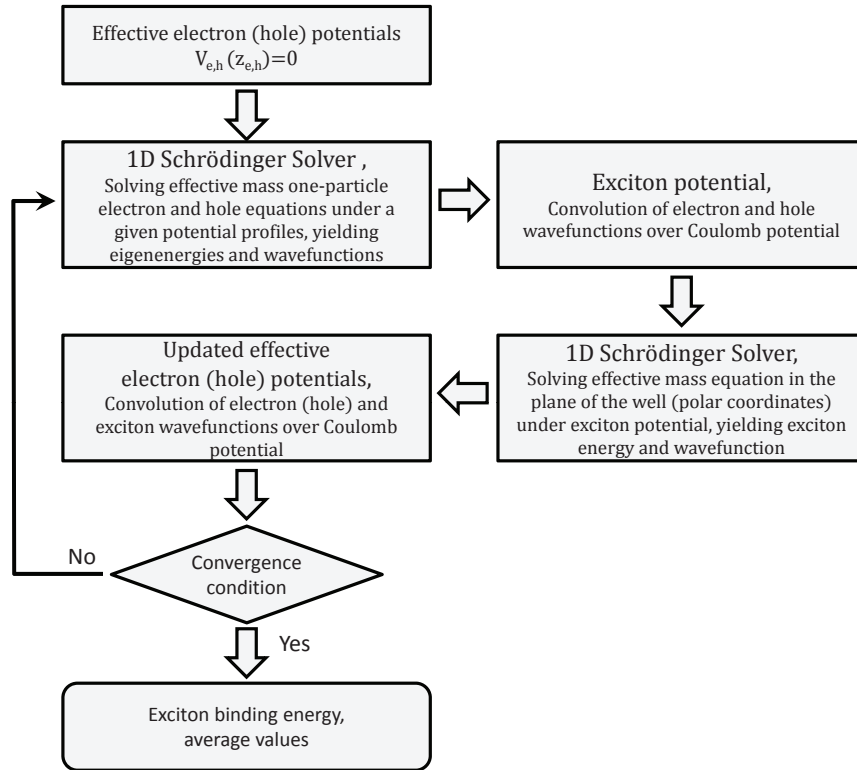 Effective electron (hole) potentials
Vₑ,ₕ (zₑ,ₕ)=0
1D Schrödinger Solver ,
Solving effective mass one-particle
electron and hole equations under a
given potential profiles, yielding
eigenenergies and wavefunctions
Exciton potential,
Convolution of electron and hole
wavefunctions over Coulomb potential
1D Schrödinger Solver,
Solving effective mass equation in the
plane of the well (polar coordinates)
under exciton potential, yielding exciton
energy and wavefunction
Updated effective
electron (hole) potentials,
Convolution of electron (hole) and
exciton wavefunctions over Coulomb
potential
Convergence
condition
No
Yes
Exciton binding energy,
average values